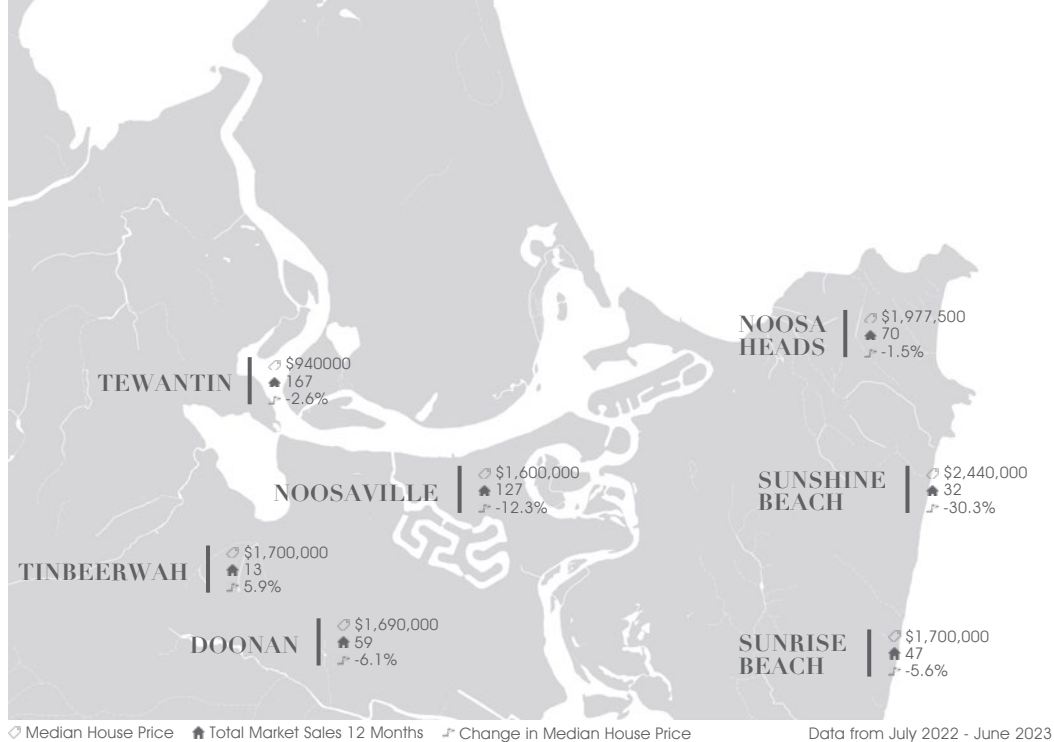 NOOSA
HEADS
$1,977,500
70
-1.5%
TEWANTIN
$940000
167
-2.6%
NOOSAVILLE
$1,600,000
127
-12.3%
SUNSHINE
BEACH
$2,440,000
32
-30.3%
TINBEERWAH
$1,700,000
13
5.9%
DOONAN
$1,690,000
59
-6.1%
SUNRISE
BEACH
$1,700,000
47
-5.6%
Median House Price Total Market Sales 12 Months Change in Median House Price Data from July 2022 - June 2023